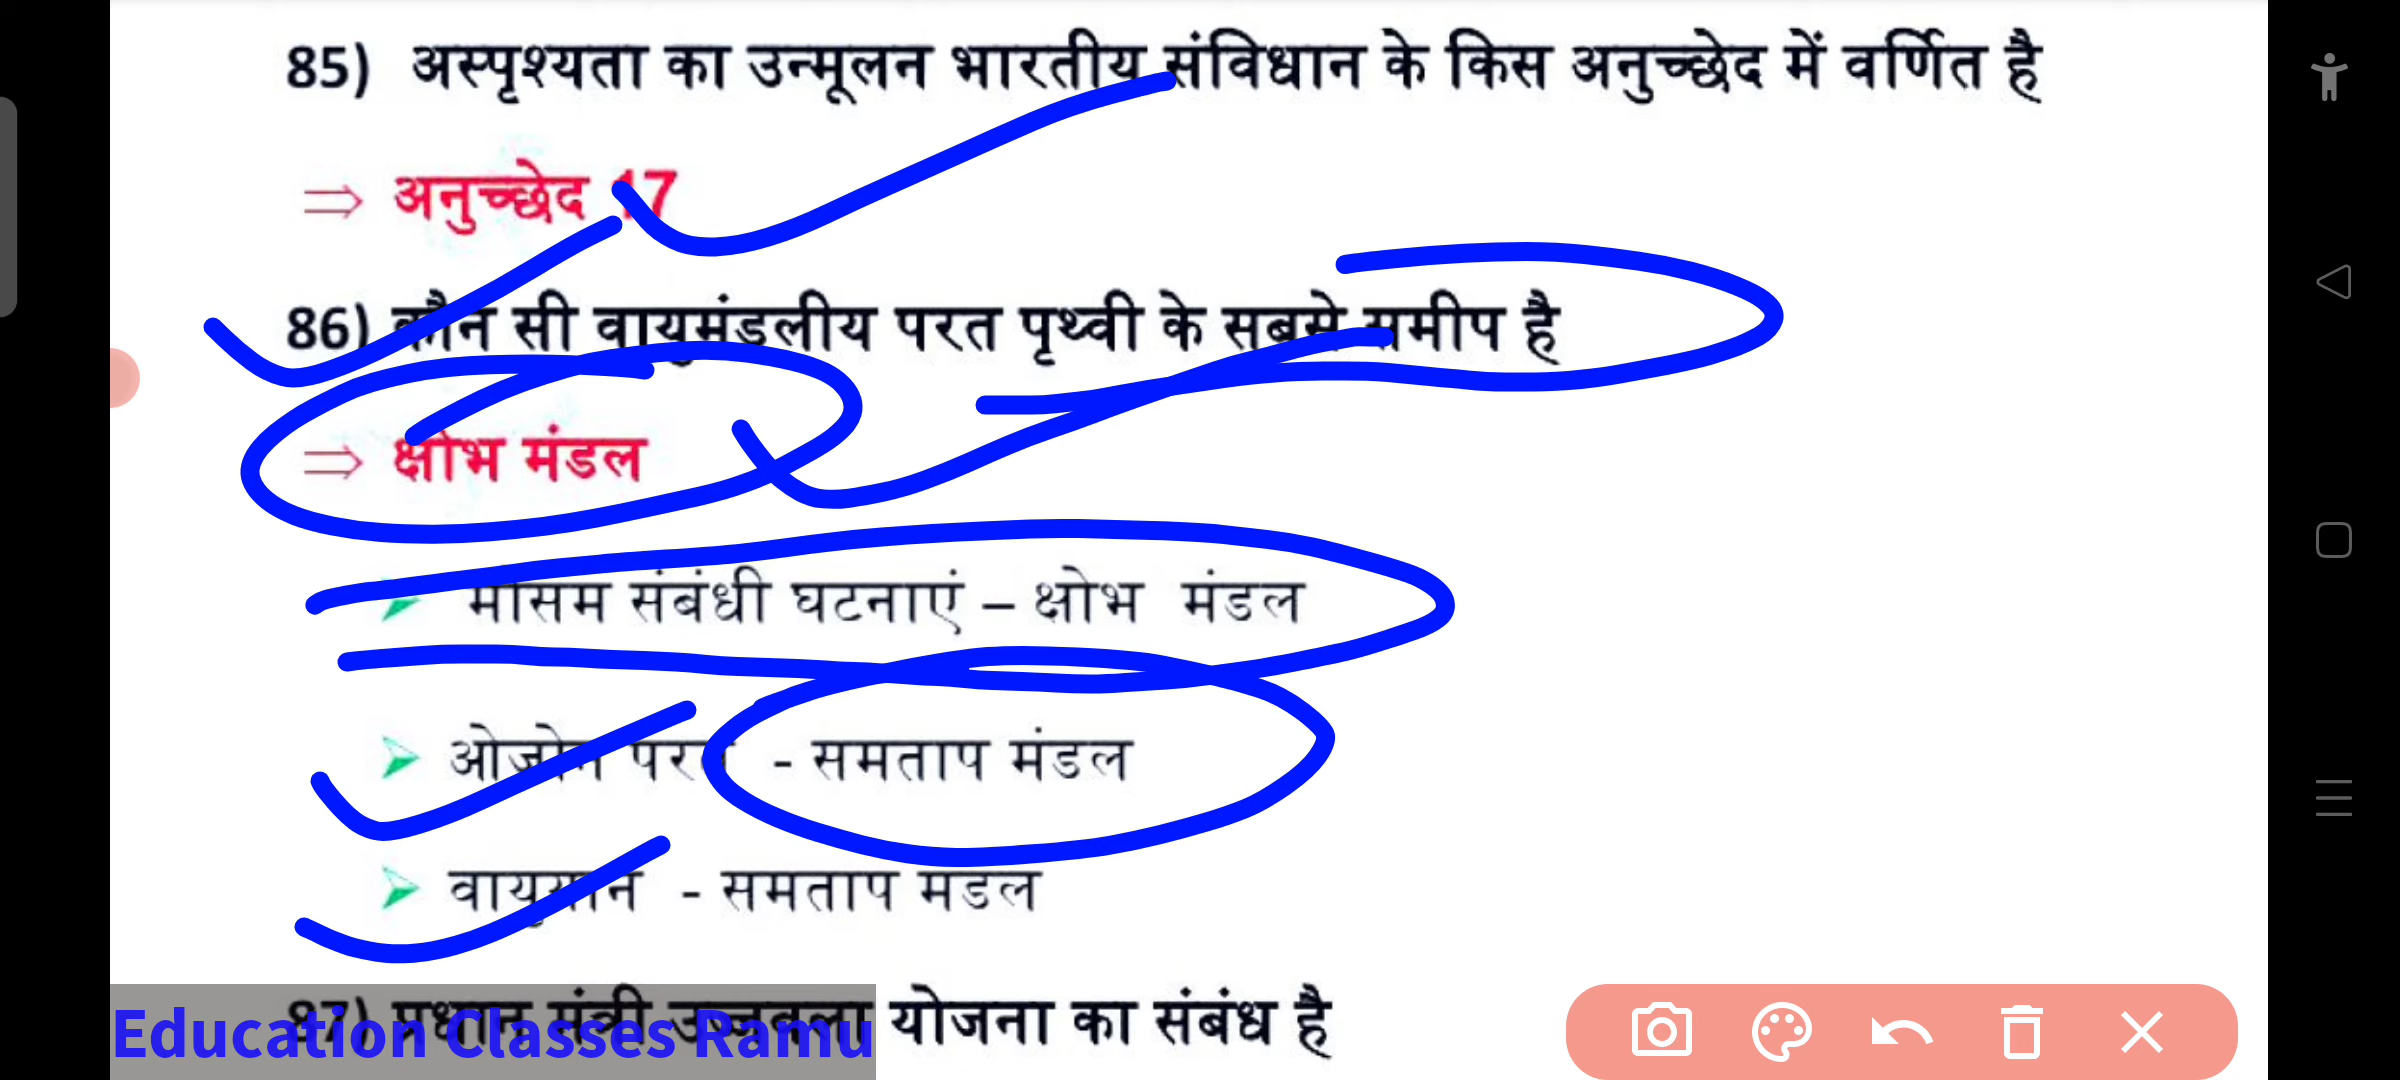 85) अस्पृश्यता का उन्मूलन भारतीय संविधान के किस अनुच्छेद में वर्णित है
⇒ अनुच्छेद 17
86) कौन सी वायुमंडलीय परत पृथ्वी के सबसे समीप है
⇒ क्षोभ मंडल
➢ मौसम संबंधी घटनाएं – क्षोभ मंडल
➢ ओजोन परत - समताप मंडल
➢ वायुयान - समताप मंडल
87) प्रधान मंत्री उज्जवला योजना का संबंध है
Education Classes Ramu